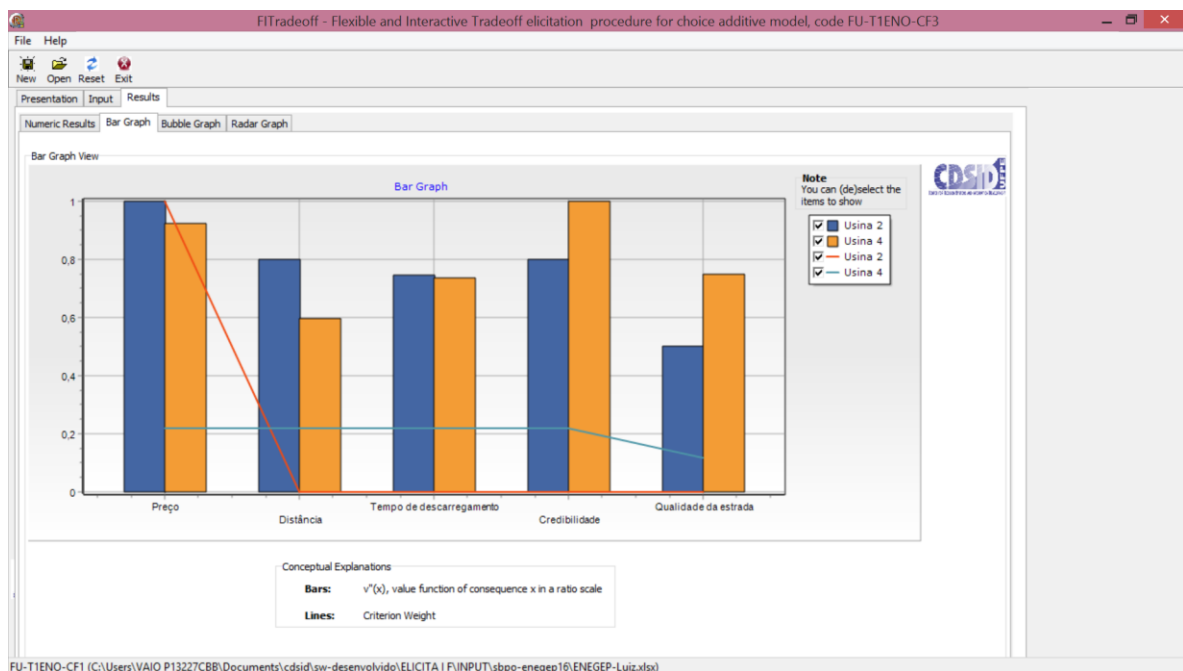 FITradeoff - Flexible and Interactive Tradeoff elicitation procedure for choice additive model, code FU-T1ENO-CF3
File Help
New Open Reset Exit
Presentation Input Results
Numeric Results Bar Graph Bubble Graph Radar Graph
Bar Graph View
CDSID UFPE
Bar Graph
Note
You can (de)select the
items to show
Usina 2
Usina 4
Usina 2
Usina 4
1
0,8
0,6
0,4
0,2
0
Preço
Distância
Tempo de descarregamento
Credibilidade
Qualidade da estrada
Conceptual Explanations
Bars: v"(x), value function of consequence x in a ratio scale
Lines: Criterion Weight
FU-T1ENO-CF1 (C:\Users\VAIO P13227CBB\Documents\cdsid\sw-desenvolvido\ELICITA I F\INPUT\sbpo-enegep16\ENEGEP-Luiz.xlsx)